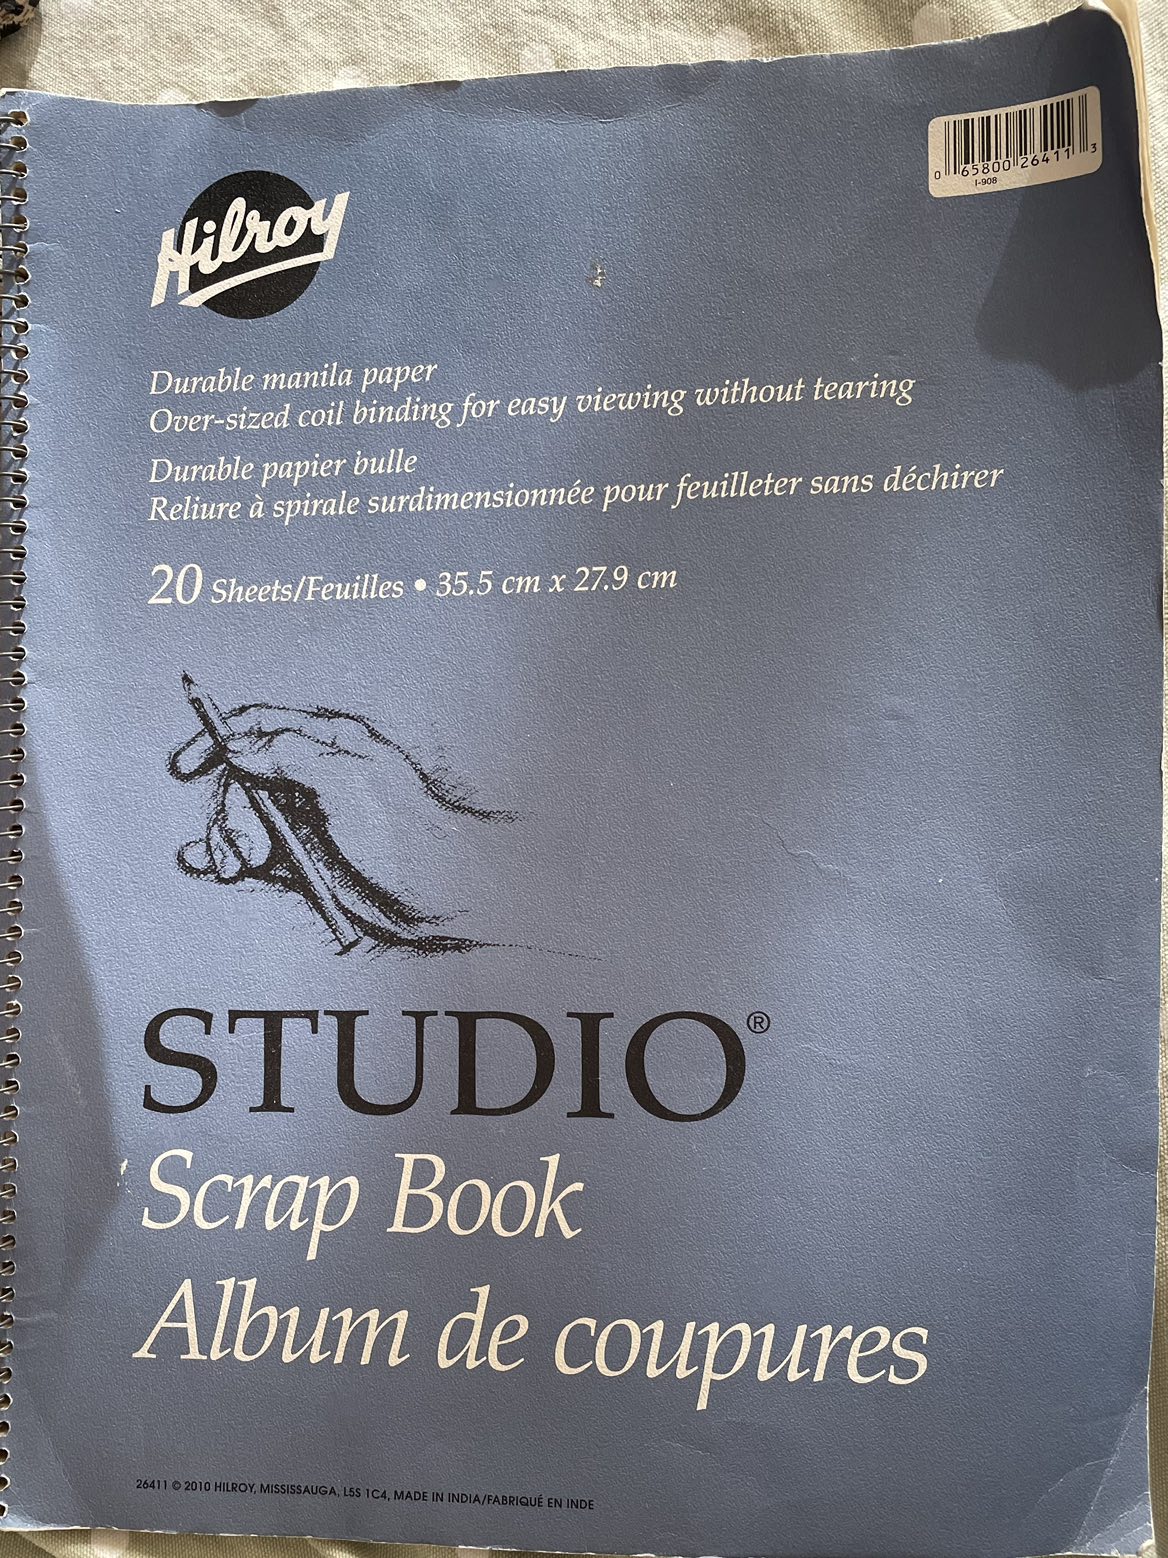 0 65800 26411 3
I-908
Hilroy
Durable manila paper
Over-sized coil binding for easy viewing without tearing
Durable papier bulle
Reliure à spirale surdimensionnée pour feuilleter sans déchirer
20 Sheets/Feuilles • 35.5 cm x 27.9 cm
STUDIO®
Scrap Book
Album de coupures
26411 © 2010 HILROY, MISSISSAUGA, L5S 1C4, MADE IN INDIA/FABRIQUÉ EN INDE